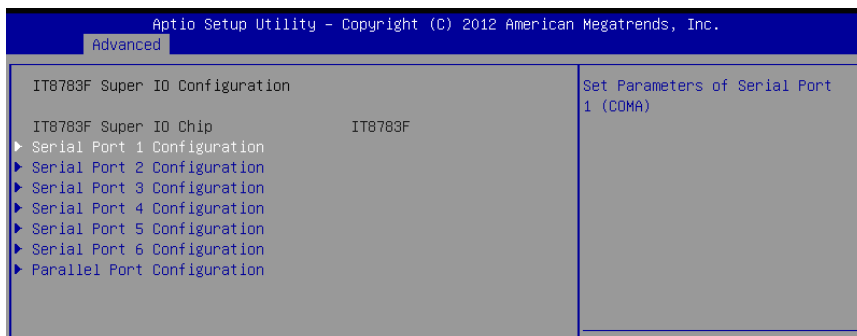 Aptio Setup Utility – Copyright (C) 2012 American Megatrends, Inc.
Advanced
IT8783F Super IO Configuration
IT8783F Super IO Chip IT8783F
Serial Port 1 Configuration
Serial Port 2 Configuration
Serial Port 3 Configuration
Serial Port 4 Configuration
Serial Port 5 Configuration
Serial Port 6 Configuration
Parallel Port Configuration
Set Parameters of Serial Port
1 (COMA)